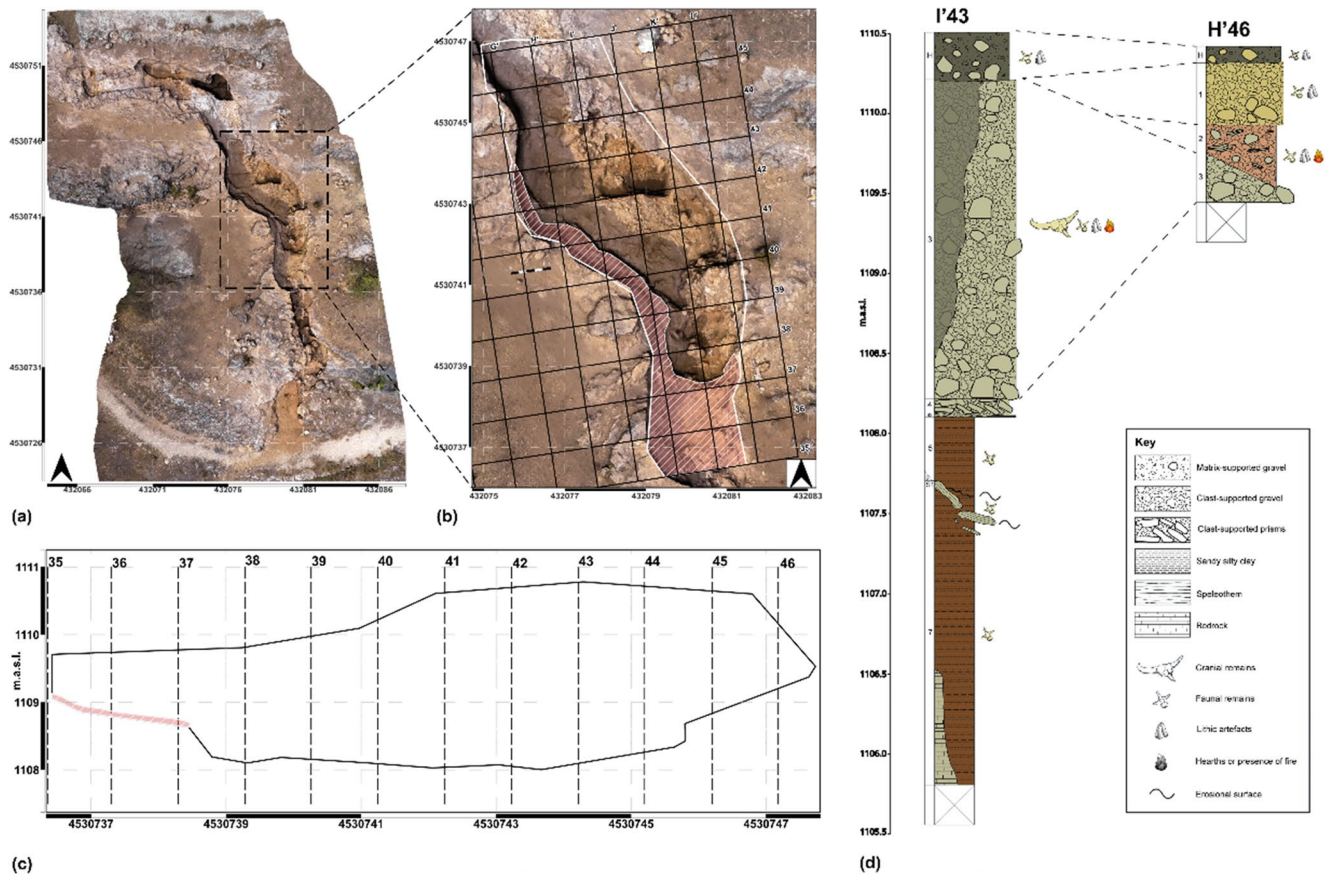 4530751
4530746
4530741
4530736
4530731
4530726
432066 432071 432076 432081 432086
(a)
4530747
4530745
4530743
4530741
4530739
4530737
G' H' I' J' K' L'
45
44
43
42
41
40
39
38
37
36
35
432075 432077 432079 432081 432083
(b)
35 36 37 38 39 40 41 42 43 44 45 46
1111
1110
1109
1108
m.a.s.l.
4530737 4530739 4530741 4530743 4530745 4530747
(c)
I'43
H'46
1110.5
1110.0
1109.5
1109.0
1108.5
1108.0
1107.5
1107.0
1106.5
1106.0
1105.5
m.a.s.l.
H
3
4
5
7
H
1
2
3
Key
Matrix-supported gravel
Clast-supported gravel
Clast-supported prisms
Sandy silty clay
Speleothem
Bedrock
Cranial remains
Faunal remains
Lithic artefacts
Hearths or presence of fire
Erosional surface
(d)